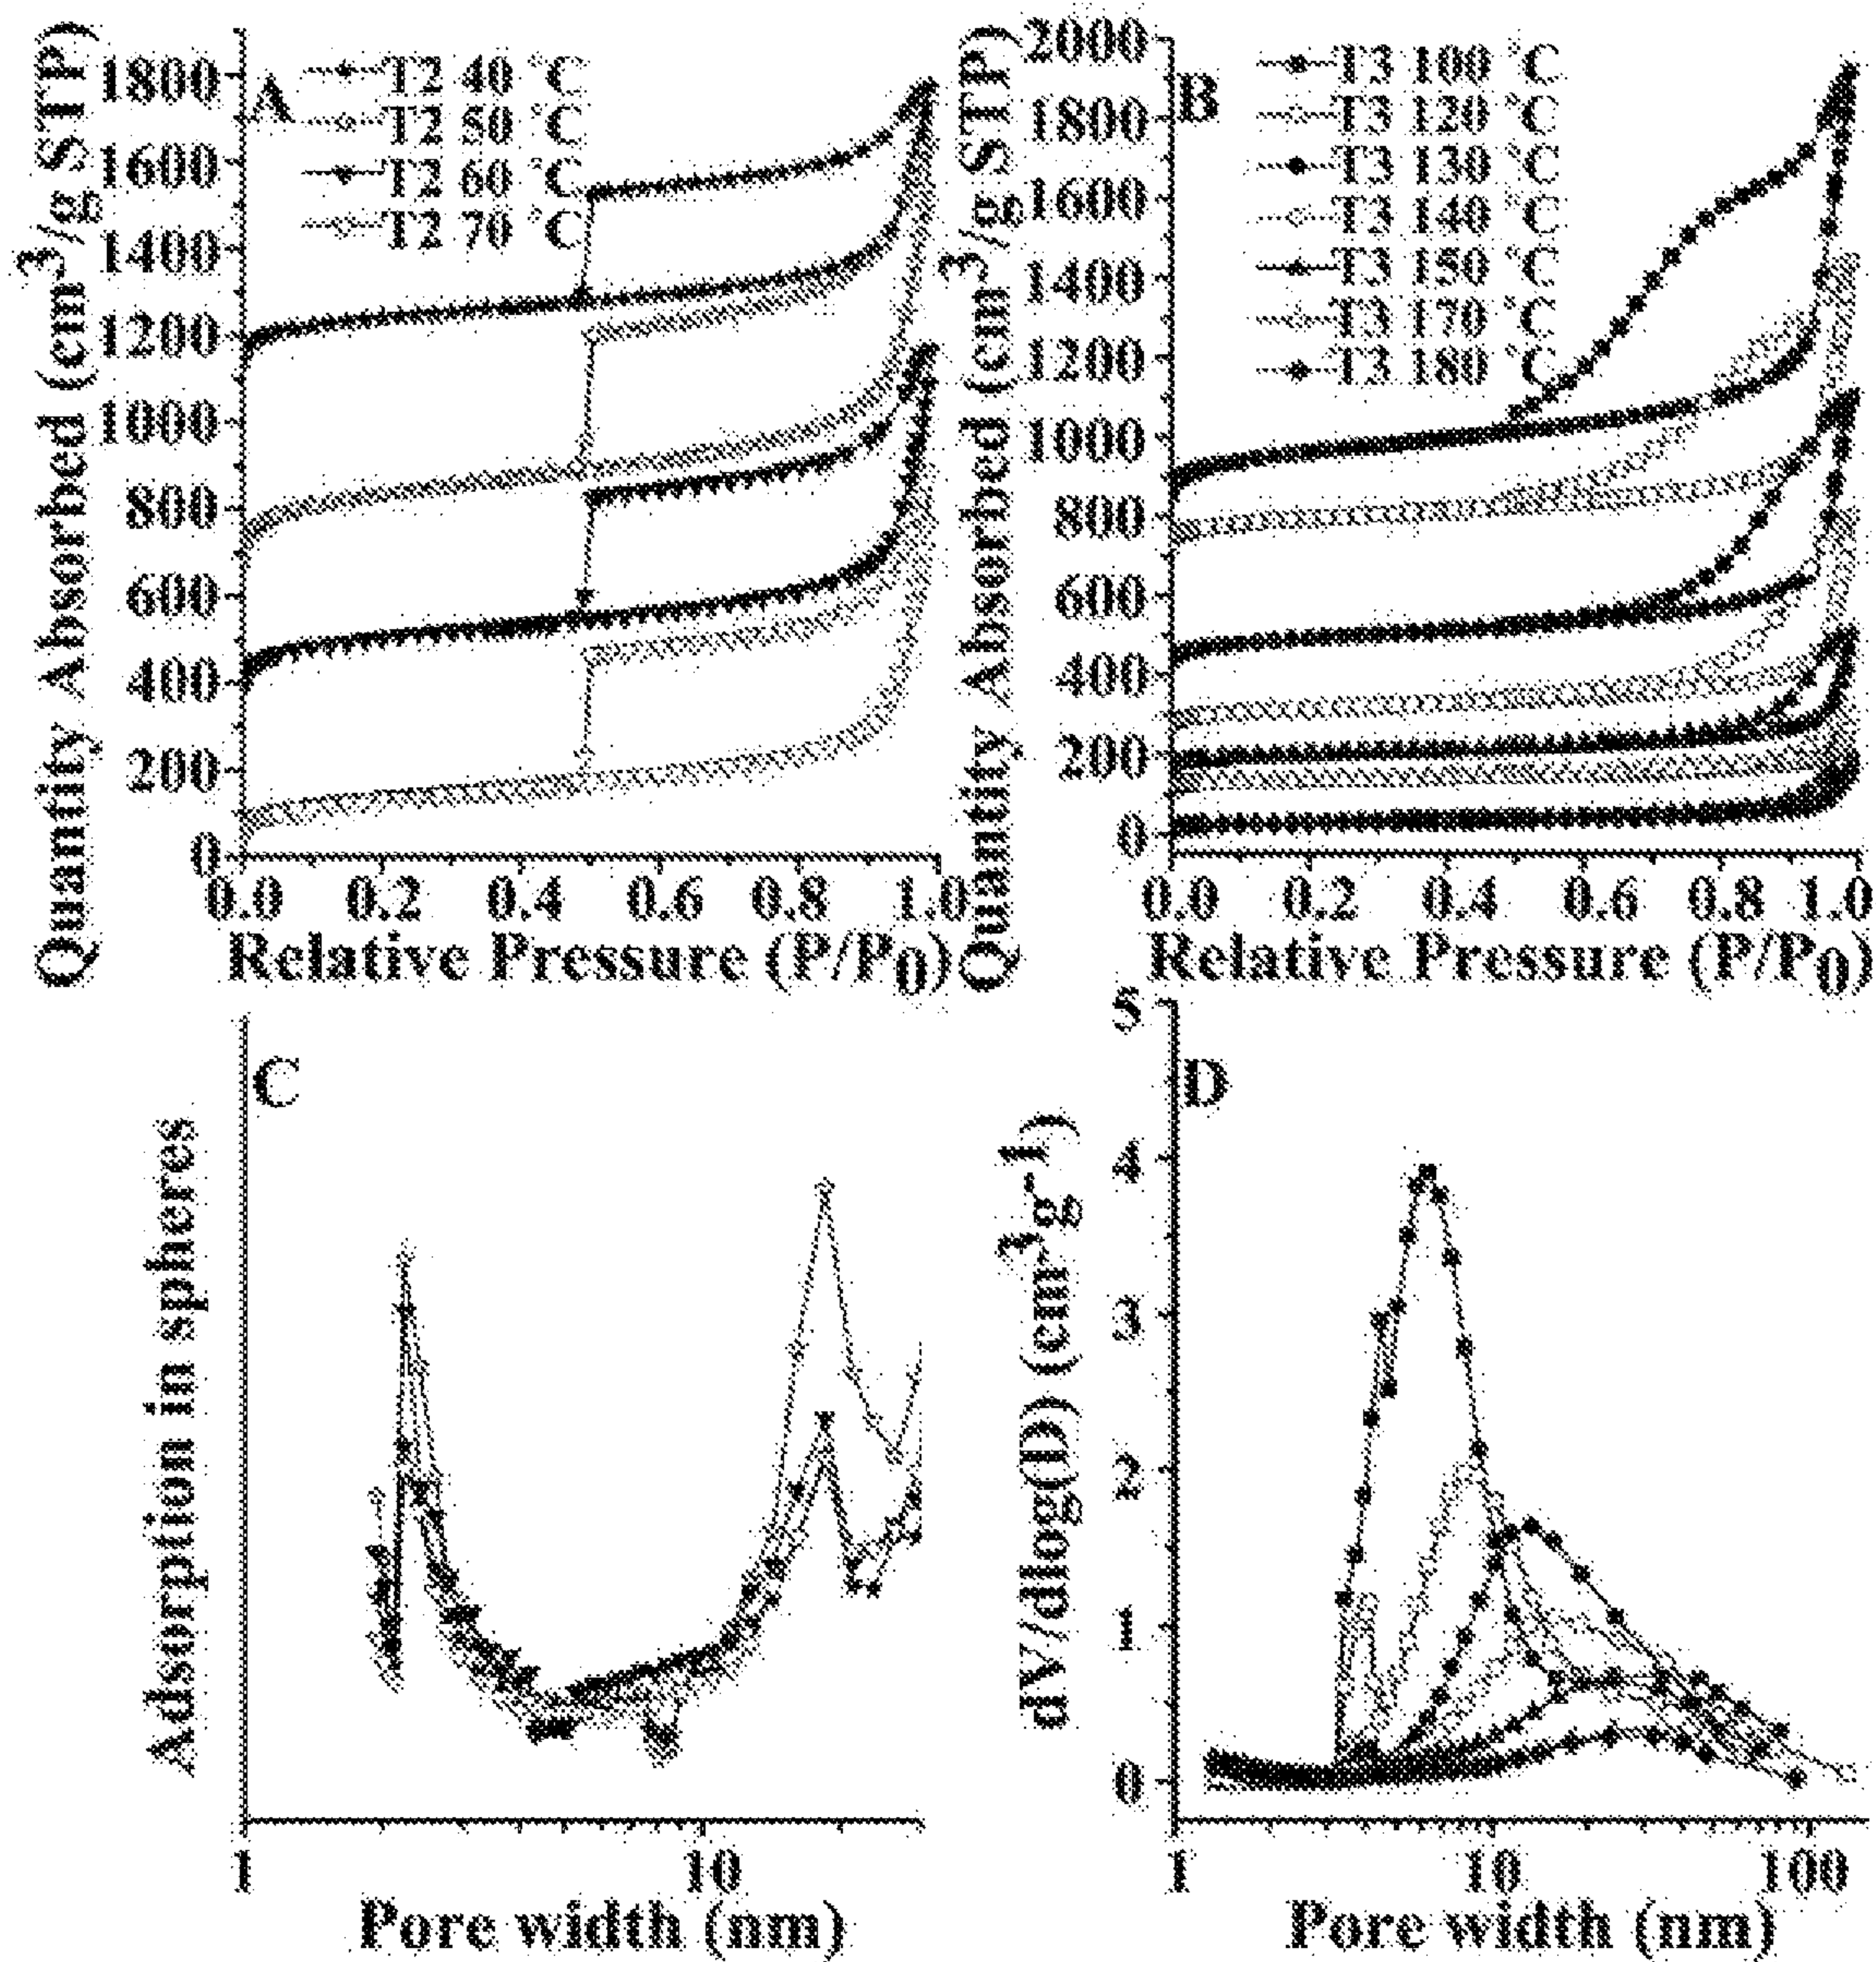 A
T2 40 °C
T2 50 °C
T2 60 °C
T2 70 °C
1800
1600
1400
1200
1000
800
600
400
200
0
0.0 0.2 0.4 0.6 0.8 1.0
Quantity Absorbed (cm³/g STP)
Relative Pressure (P/P0)
B
T3 100 °C
T3 120 °C
T3 130 °C
T3 140 °C
T3 150 °C
T3 170 °C
T3 180 °C
2000
1800
1600
1400
1200
1000
800
600
400
200
0
0.0 0.2 0.4 0.6 0.8 1.0
Quantity Absorbed (cm³/g STP)
Relative Pressure (P/P0)
C
Adsorption in spheres
1 10
Pore width (nm)
D
5
4
3
2
1
0
dV/dlog(D) (cm³g⁻¹)
1 10 100
Pore width (nm)